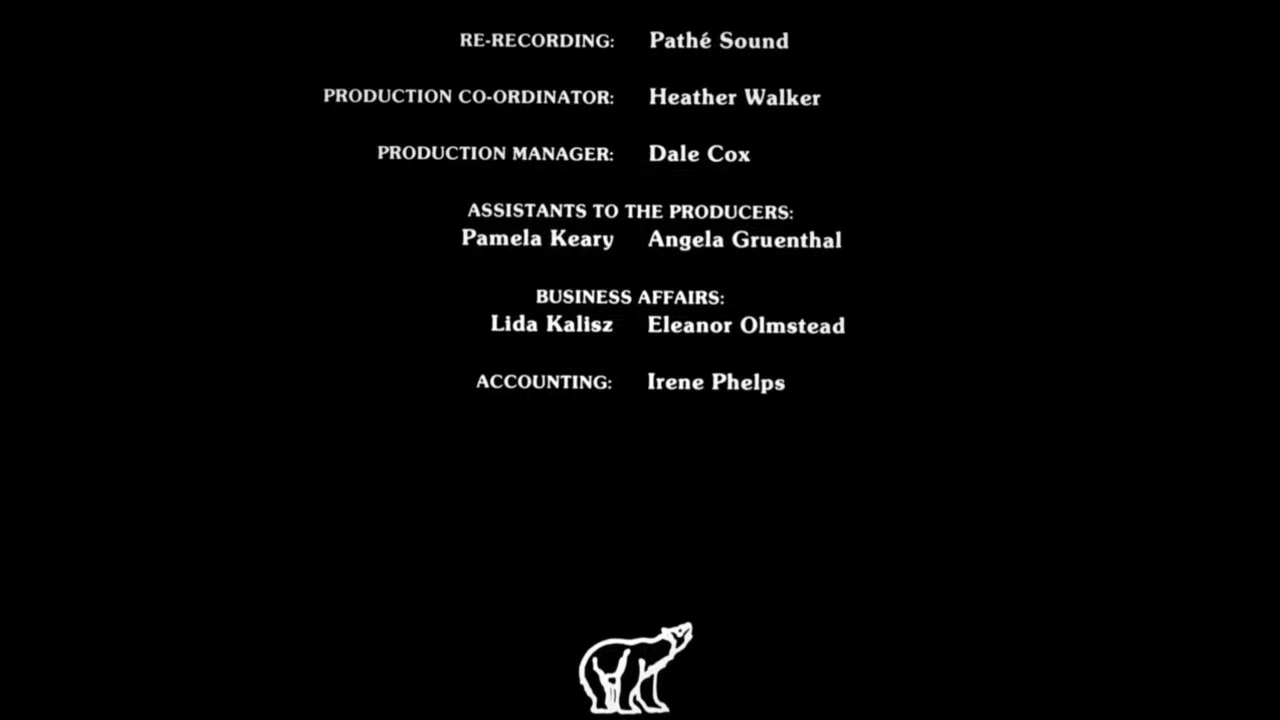 RE-RECORDING: Pathé Sound
PRODUCTION CO-ORDINATOR: Heather Walker
PRODUCTION MANAGER: Dale Cox
ASSISTANTS TO THE PRODUCERS:
Pamela Keary Angela Gruenthal
BUSINESS AFFAIRS:
Lida Kalisz Eleanor Olmstead
ACCOUNTING: Irene Phelps